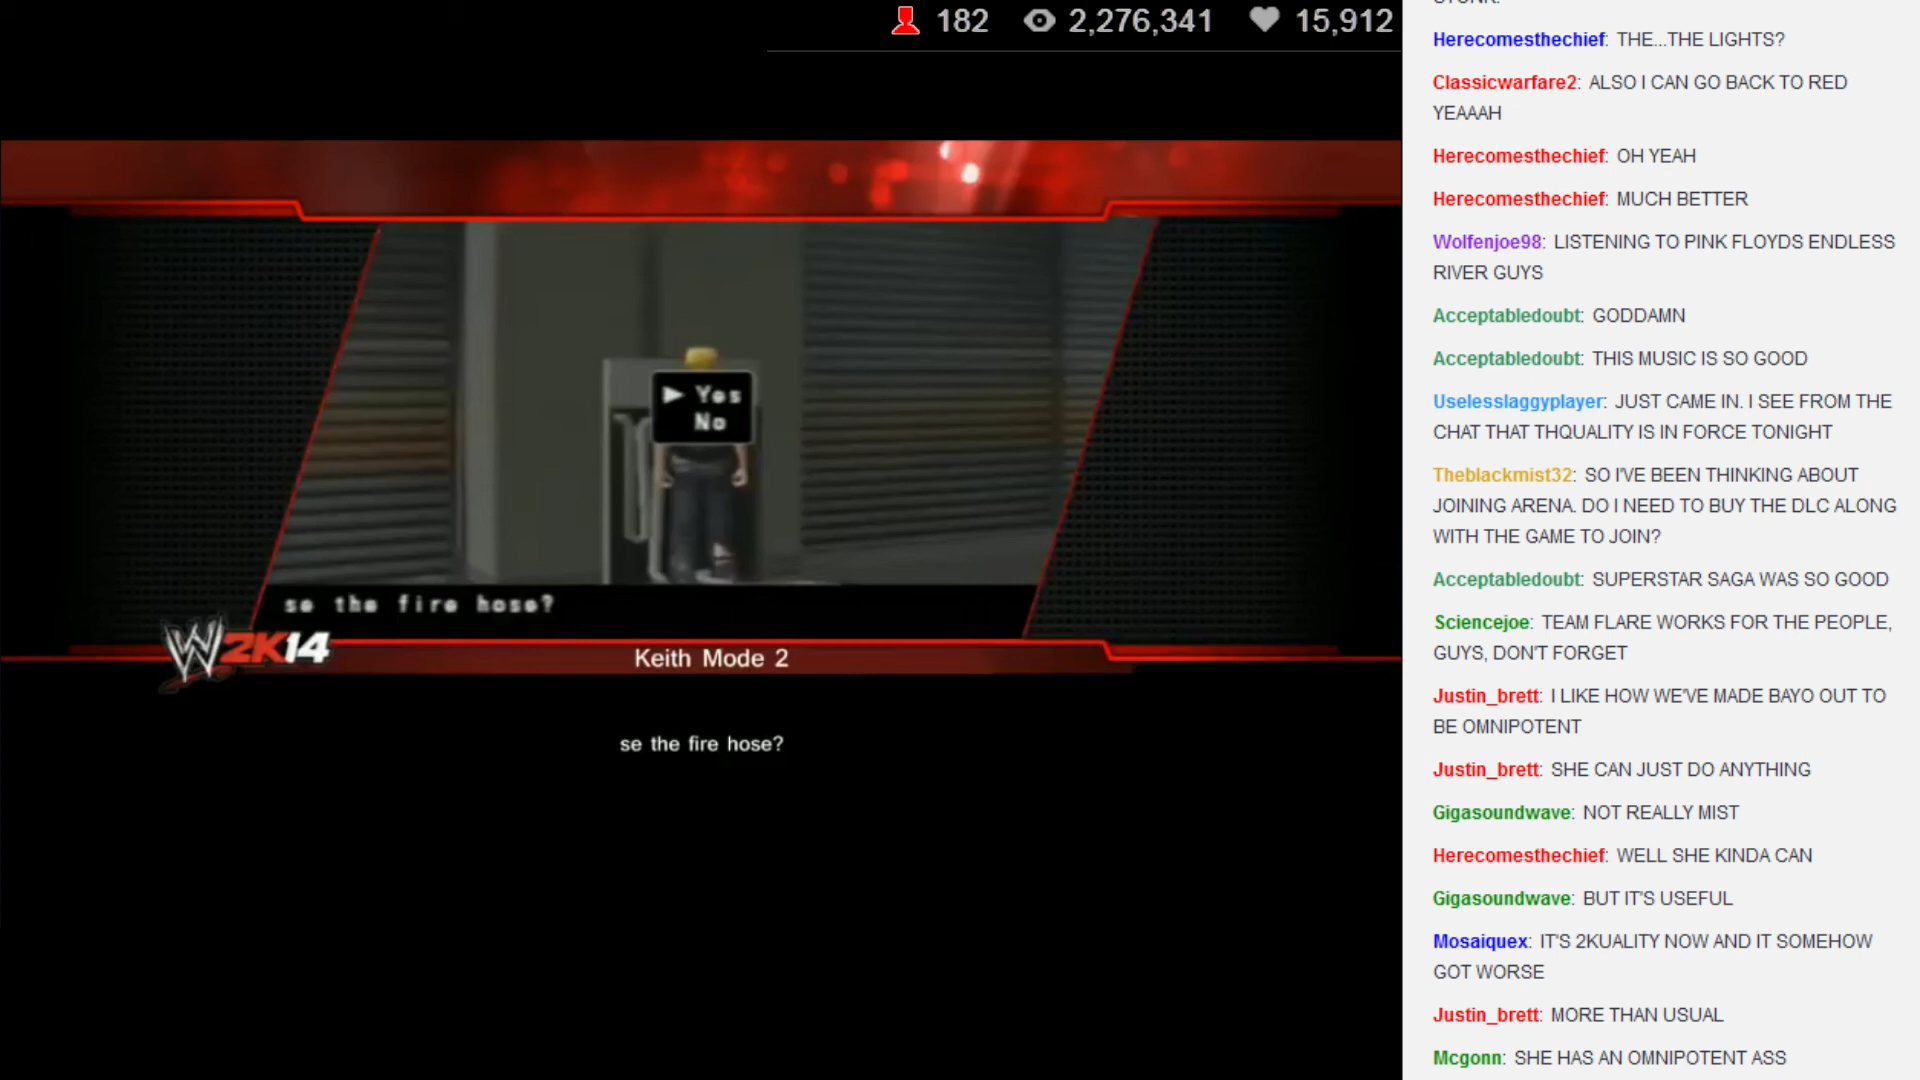 182 2,276,341 15,912
Yes
No
se the fire hose?
W2K14
Keith Mode 2
se the fire hose?
Herecomesthechief: THE...THE LIGHTS?
Classicwarfare2: ALSO I CAN GO BACK TO RED
YEAAAH
Herecomesthechief: OH YEAH
Herecomesthechief: MUCH BETTER
Wolfenjoe98: LISTENING TO PINK FLOYDS ENDLESS
RIVER GUYS
Acceptabledoubt: GODDAMN
Acceptabledoubt: THIS MUSIC IS SO GOOD
Uselesslaggyplayer: JUST CAME IN. I SEE FROM THE
CHAT THAT THQUALITY IS IN FORCE TONIGHT
Theblackmist32: SO I'VE BEEN THINKING ABOUT
JOINING ARENA. DO I NEED TO BUY THE DLC ALONG
WITH THE GAME TO JOIN?
Acceptabledoubt: SUPERSTAR SAGA WAS SO GOOD
Sciencejoe: TEAM FLARE WORKS FOR THE PEOPLE,
GUYS, DON'T FORGET
Justin_brett: I LIKE HOW WE'VE MADE BAYO OUT TO
BE OMNIPOTENT
Justin_brett: SHE CAN JUST DO ANYTHING
Gigasoundwave: NOT REALLY MIST
Herecomesthechief: WELL SHE KINDA CAN
Gigasoundwave: BUT IT'S USEFUL
Mosaiquex: IT'S 2KUALITY NOW AND IT SOMEHOW
GOT WORSE
Justin_brett: MORE THAN USUAL
Mcgonn: SHE HAS AN OMNIPOTENT ASS